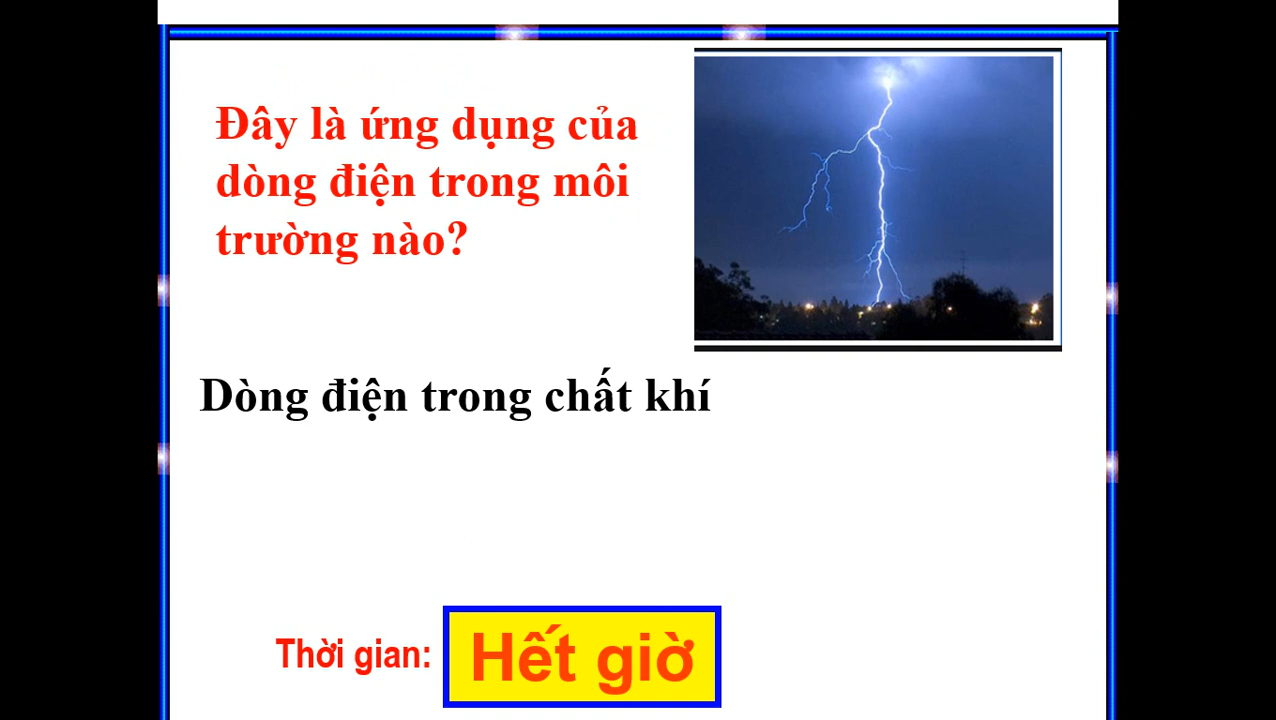 Đây là ứng dụng của
dòng điện trong môi
trường nào?
Dòng điện trong chất khí
Thời gian: Hết giờ